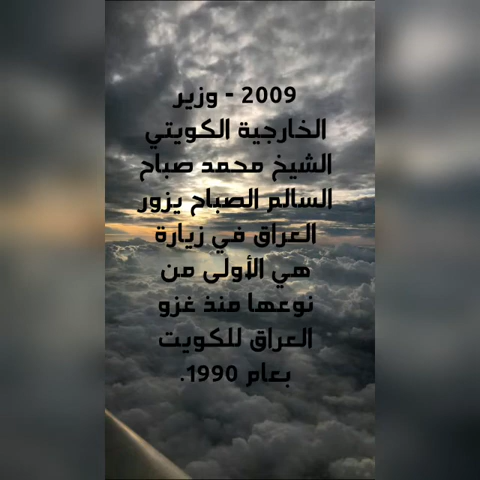 2009 - وزير
الخارجية الكويتي
الشيخ محمد صباح
السالم الصباح يزور
العراق في زيارة
هي الأولى من
نوعها منذ غزو
العراق للكويت
بعام 1990.